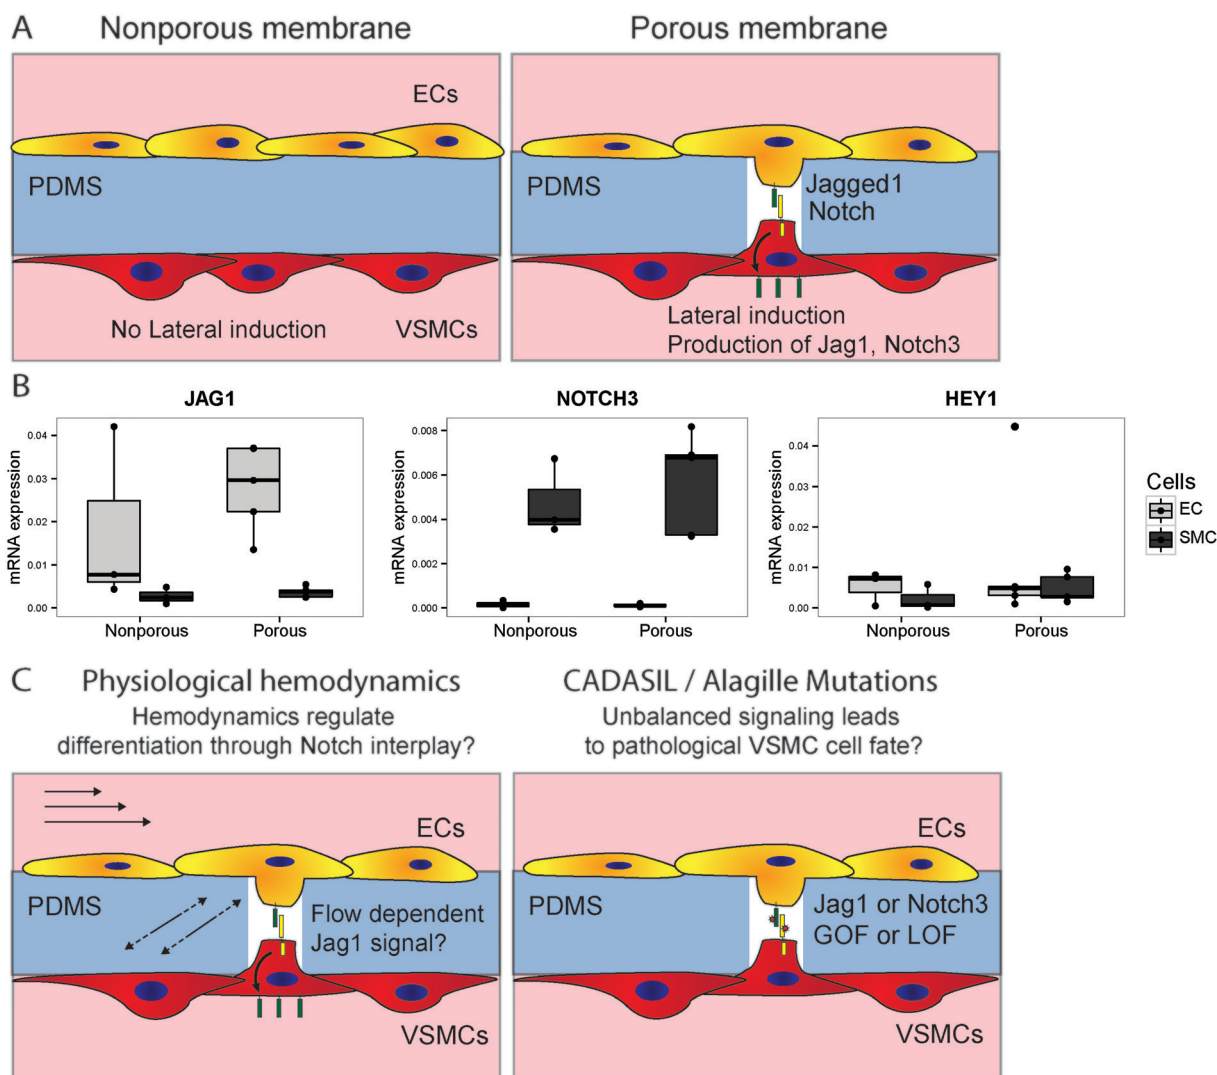 A
Nonporous membrane
Porous membrane
ECs
PDMS
No Lateral induction
VSMCs
PDMS
Jagged1
Notch
Lateral induction
Production of Jag1, Notch3
B
JAG1
mRNA expression
0.04
0.03
0.02
0.01
0.00
Nonporous
Porous
NOTCH3
mRNA expression
0.008
0.006
0.004
0.002
0.000
Nonporous
Porous
HEY1
mRNA expression
0.04
0.03
0.02
0.01
0.00
Nonporous
Porous
Cells
EC
SMC
C
Physiological hemodynamics
Hemodynamics regulate
differentiation through Notch interplay?
CADASIL / Alagille Mutations
Unbalanced signaling leads
to pathological VSMC cell fate?
ECs
PDMS
Flow dependent
Jag1 signal?
VSMCs
ECs
PDMS
Jag1 or Notch3
GOF or LOF
VSMCs